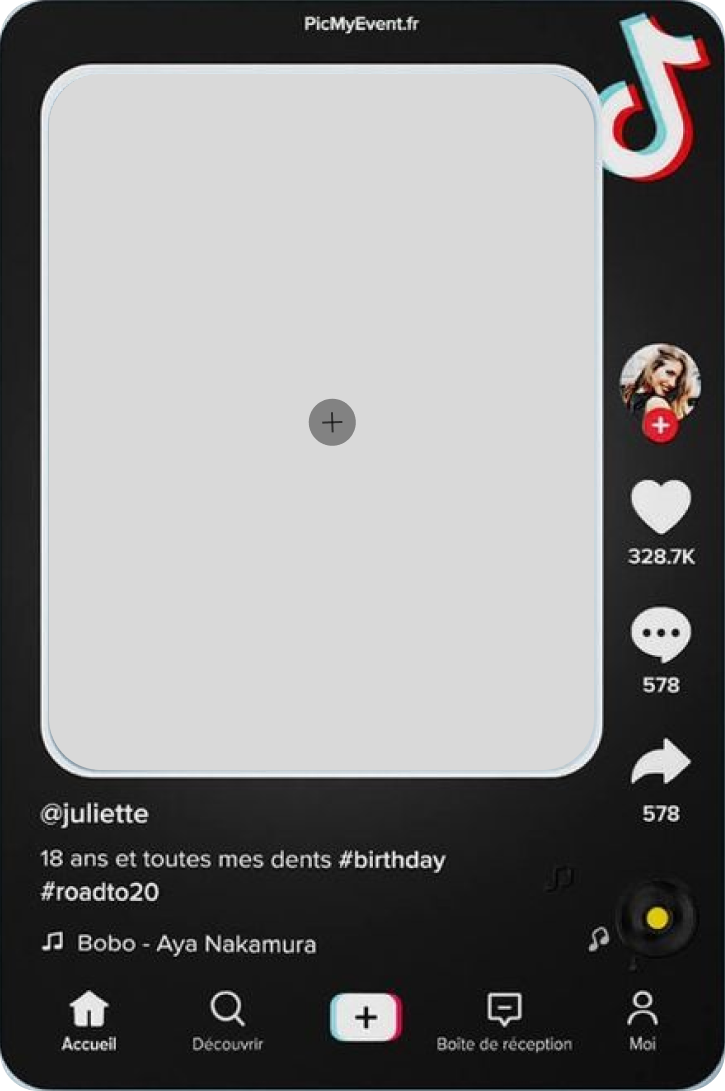 PicMyEvent.fr
328.7K
578
578
@juliette
18 ans et toutes mes dents #birthday
#roadto20
Bobo - Aya Nakamura
Accueil
Découvrir
Boîte de réception
Moi